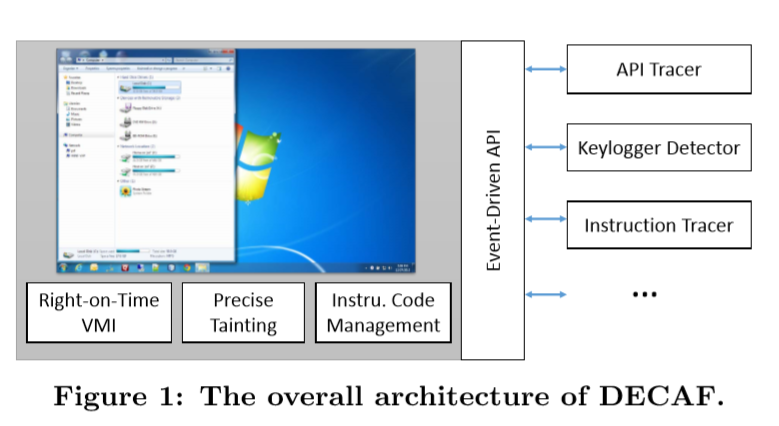 Event-Driven API
API Tracer
Keylogger Detector
Instruction Tracer
...
Right-on-Time
VMI
Precise
Tainting
Instru. Code
Management
Figure 1: The overall architecture of DECAF.